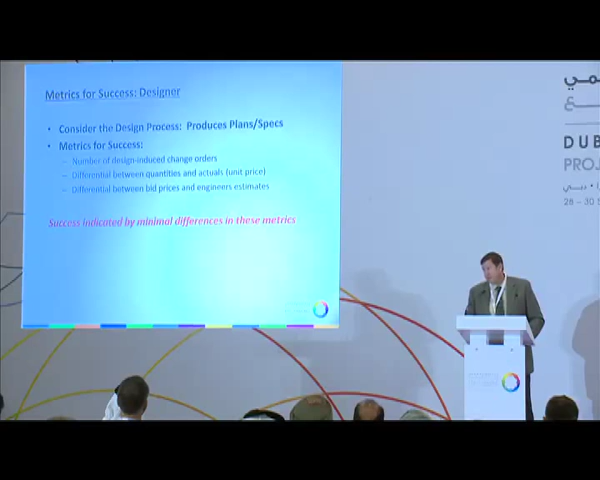 Metrics for Success: Designer
• Consider the Design Process: Produces Plans/Specs
• Metrics for Success:
– Number of design-induced change orders
– Differential between quantities and actuals (unit price)
– Differential between bid prices and engineers estimates
Success indicated by minimal differences in these metrics
DUB
PROJ
28 – 30 S